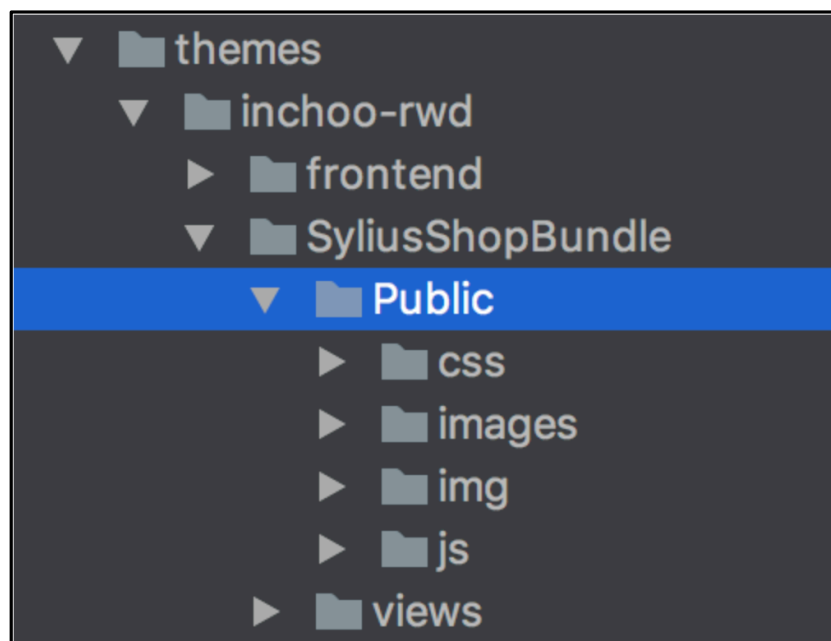 themes
inchoo-rwd
frontend
SyliusShopBundle
Public
css
images
img
js
views